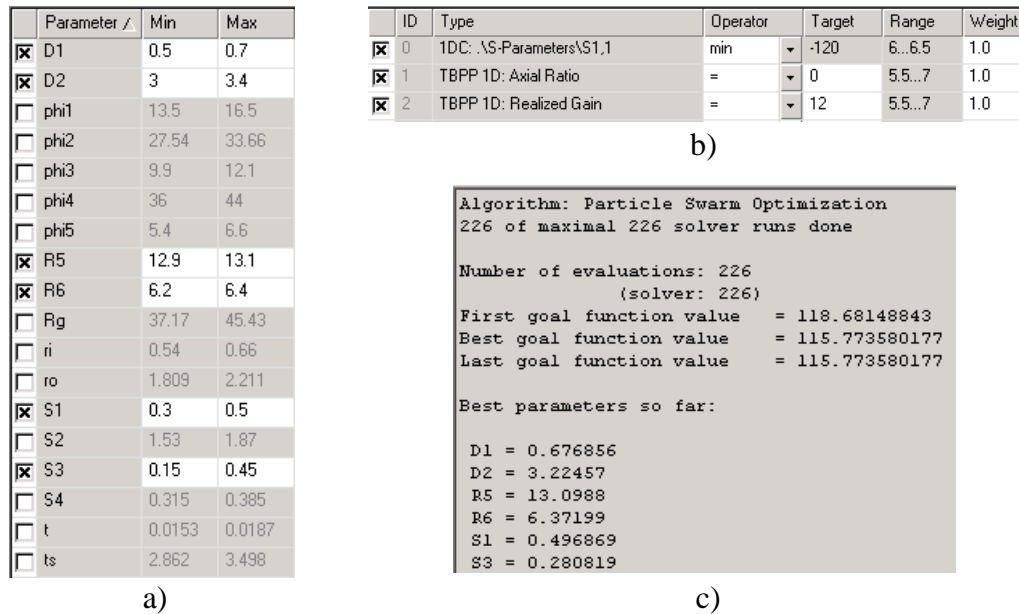 Parameter Min Max
D1 0.5 0.7
D2 3 3.4
phi1 13.5 16.5
phi2 27.54 33.66
phi3 9.9 12.1
phi4 36 44
phi5 5.4 6.6
R5 12.9 13.1
R6 6.2 6.4
Rg 37.17 45.43
ri 0.54 0.66
ro 1.809 2.211
S1 0.3 0.5
S2 1.53 1.87
S3 0.15 0.45
S4 0.315 0.385
t 0.0153 0.0187
ts 2.862 3.498
a)
ID Type Operator Target Range Weight
0 1DC: .\S-Parameters\S1,1 min -120 6...6.5 1.0
1 TBPP 1D: Axial Ratio = 0 5.5...7 1.0
2 TBPP 1D: Realized Gain = 12 5.5...7 1.0
b)
Algorithm: Particle Swarm Optimization
226 of maximal 226 solver runs done
Number of evaluations: 226
(solver: 226)
First goal function value = 118.68148843
Best goal function value = 115.773580177
Last goal function value = 115.773580177
Best parameters so far:
D1 = 0.676856
D2 = 3.22457
R5 = 13.0988
R6 = 6.37199
S1 = 0.496869
S3 = 0.280819
c)